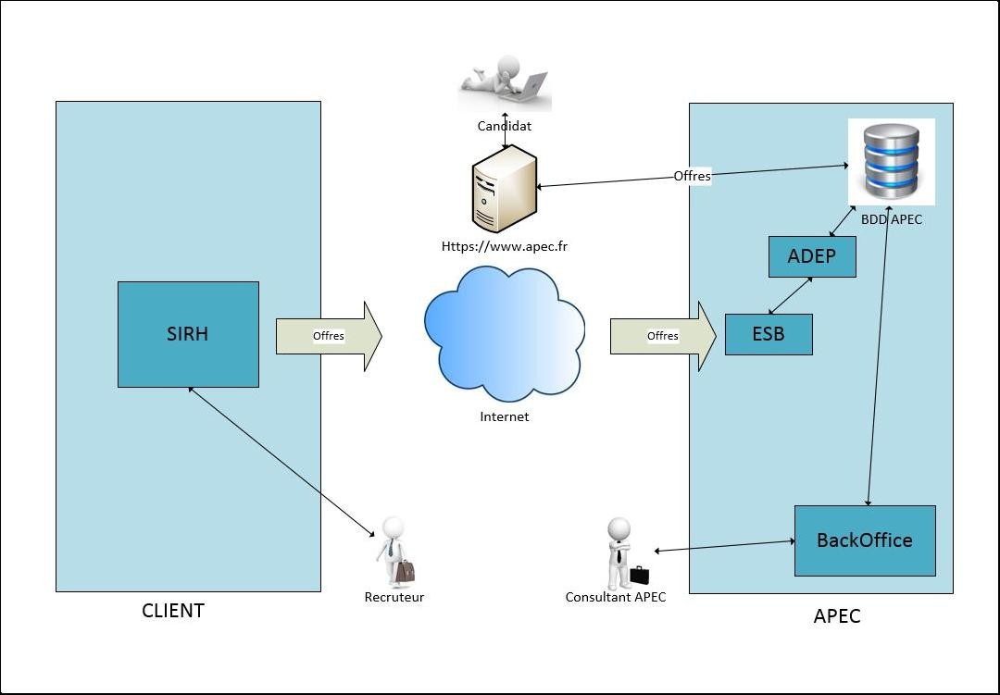 Candidat
Https://www.apec.fr
Offres
BDD APEC
ADEP
ESB
SIRH
Offres
Offres
Internet
BackOffice
Recruteur
Consultant APEC
CLIENT
APEC